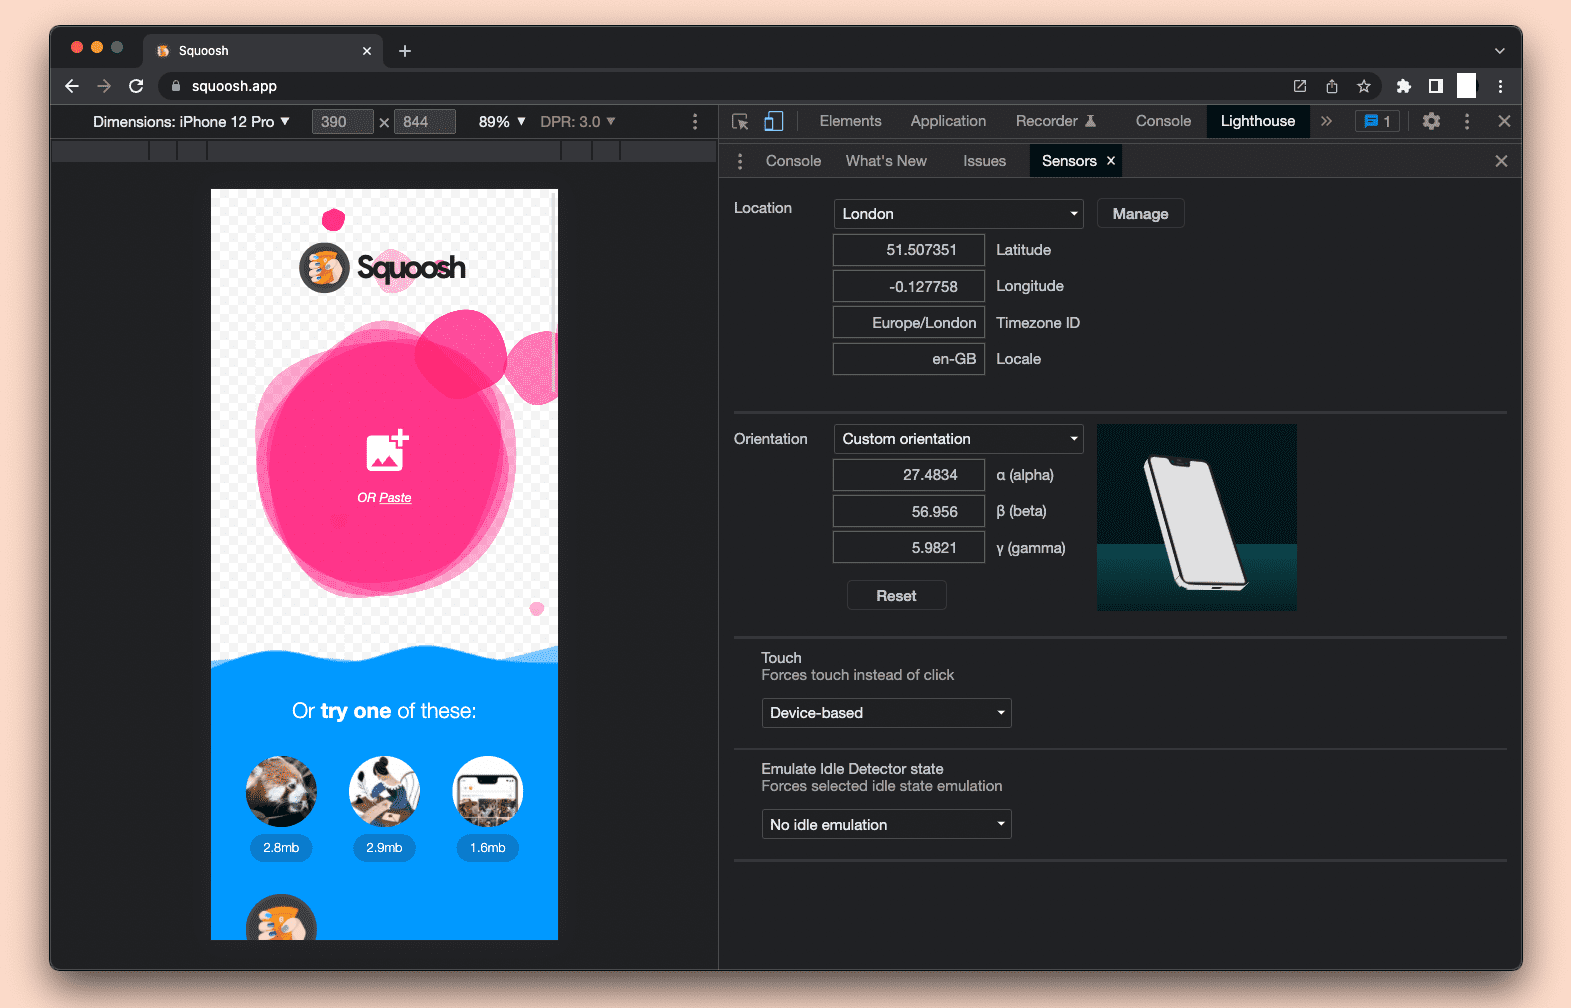 Squoosh
squoosh.app
Dimensions: iPhone 12 Pro 390 × 844 89% DPR: 3.0
Elements Application Recorder Console Lighthouse 1
Console What's New Issues Sensors
Location London Manage
51.507351 Latitude
-0.127758 Longitude
Europe/London Timezone ID
en-GB Locale
Orientation Custom orientation
27.4834 α (alpha)
56.956 β (beta)
5.9821 γ (gamma)
Reset
Touch
Forces touch instead of click
Device-based
Emulate Idle Detector state
Forces selected idle state emulation
No idle emulation
Squoosh
OR Paste
Or try one of these:
2.8mb 2.9mb 1.6mb